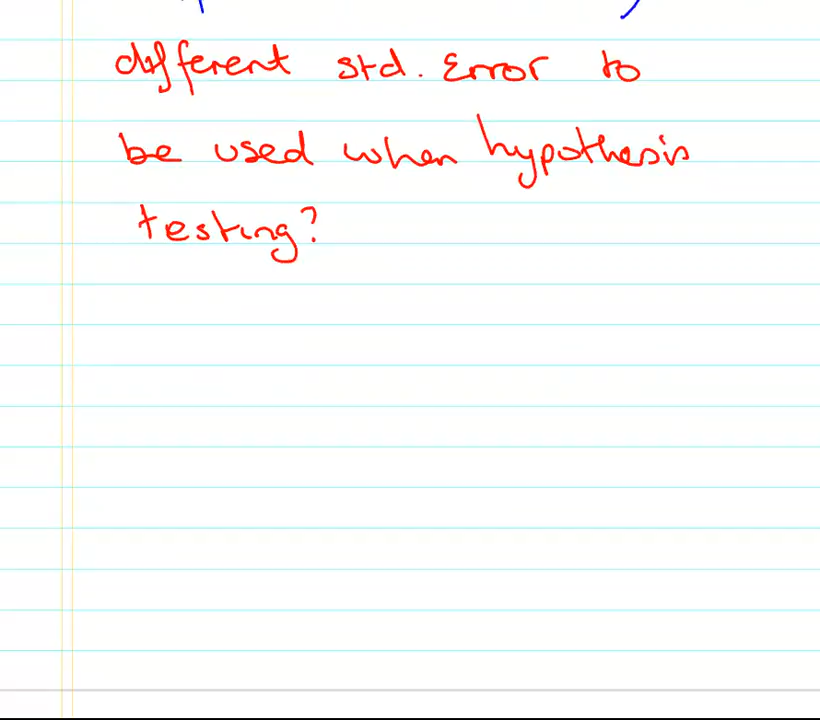 different std. Error to
be used when hypothesis
testing?